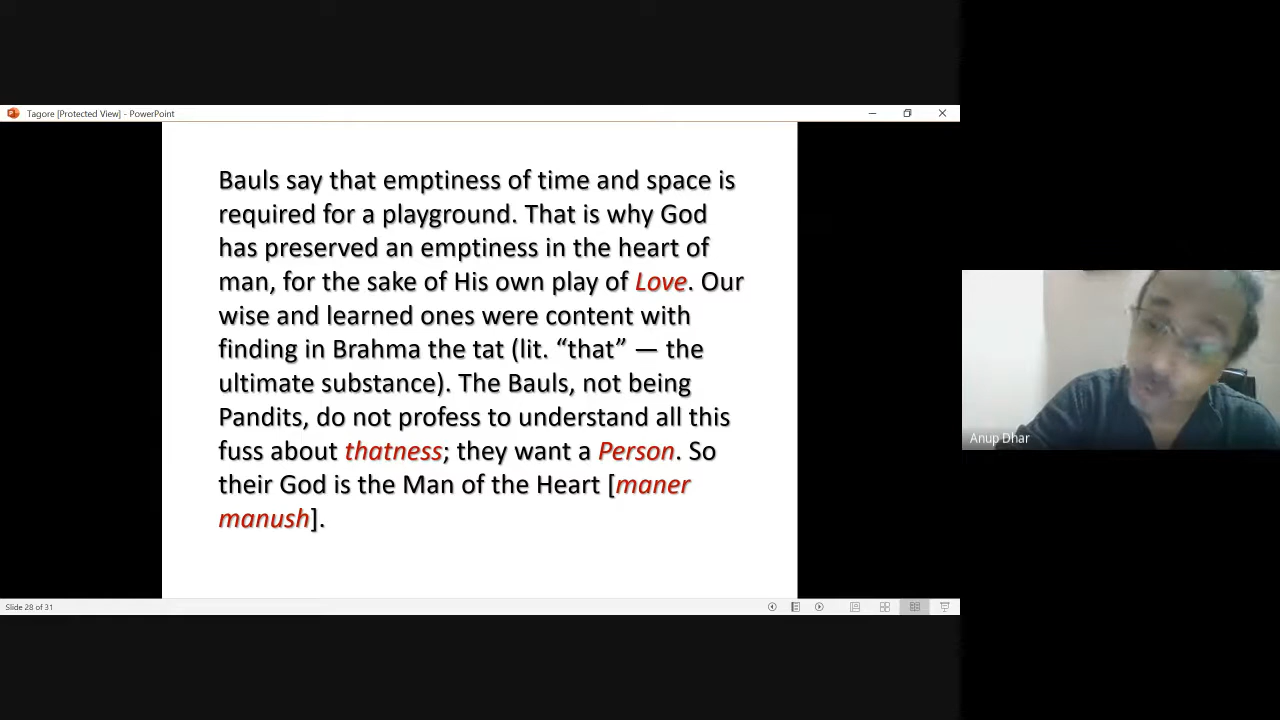 Tagore [Protected View] - PowerPoint
Bauls say that emptiness of time and space is
required for a playground. That is why God
has preserved an emptiness in the heart of
man, for the sake of His own play of Love. Our
wise and learned ones were content with
finding in Brahma the tat (lit. “that” — the
ultimate substance). The Bauls, not being
Pandits, do not profess to understand all this
fuss about thatness; they want a Person. So
their God is the Man of the Heart [maner
manush].
Anup Dhar
Slide 28 of 31